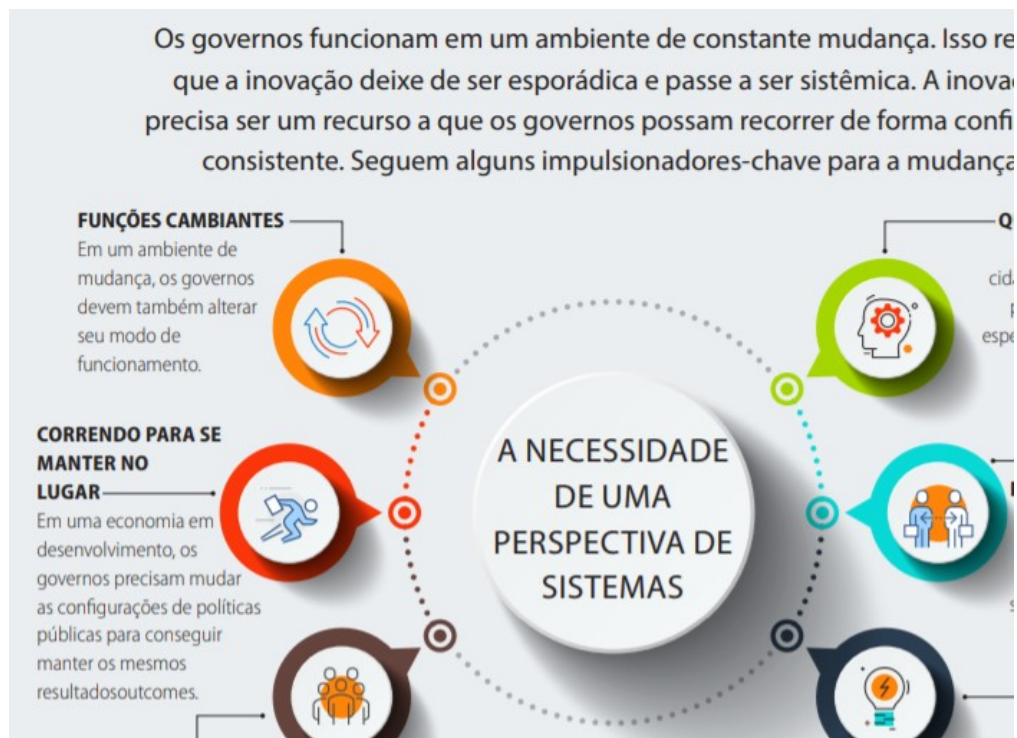 Os governos funcionam em um ambiente de constante mudança. Isso re
que a inovação deixe de ser esporádica e passe a ser sistêmica. A inova
precisa ser um recurso a que os governos possam recorrer de forma confi
consistente. Seguem alguns impulsionadores-chave para a mudança
FUNÇÕES CAMBIANTES
Em um ambiente de
mudança, os governos
devem também alterar
seu modo de
funcionamento.
CORRENDO PARA SE
MANTER NO
LUGAR
Em uma economia em
desenvolvimento, os
governos precisam mudar
as configurações de políticas
públicas para conseguir
manter os mesmos
resultadosoutcomes.
A NECESSIDADE
DE UMA
PERSPECTIVA DE
SISTEMAS
Q
cida
espe